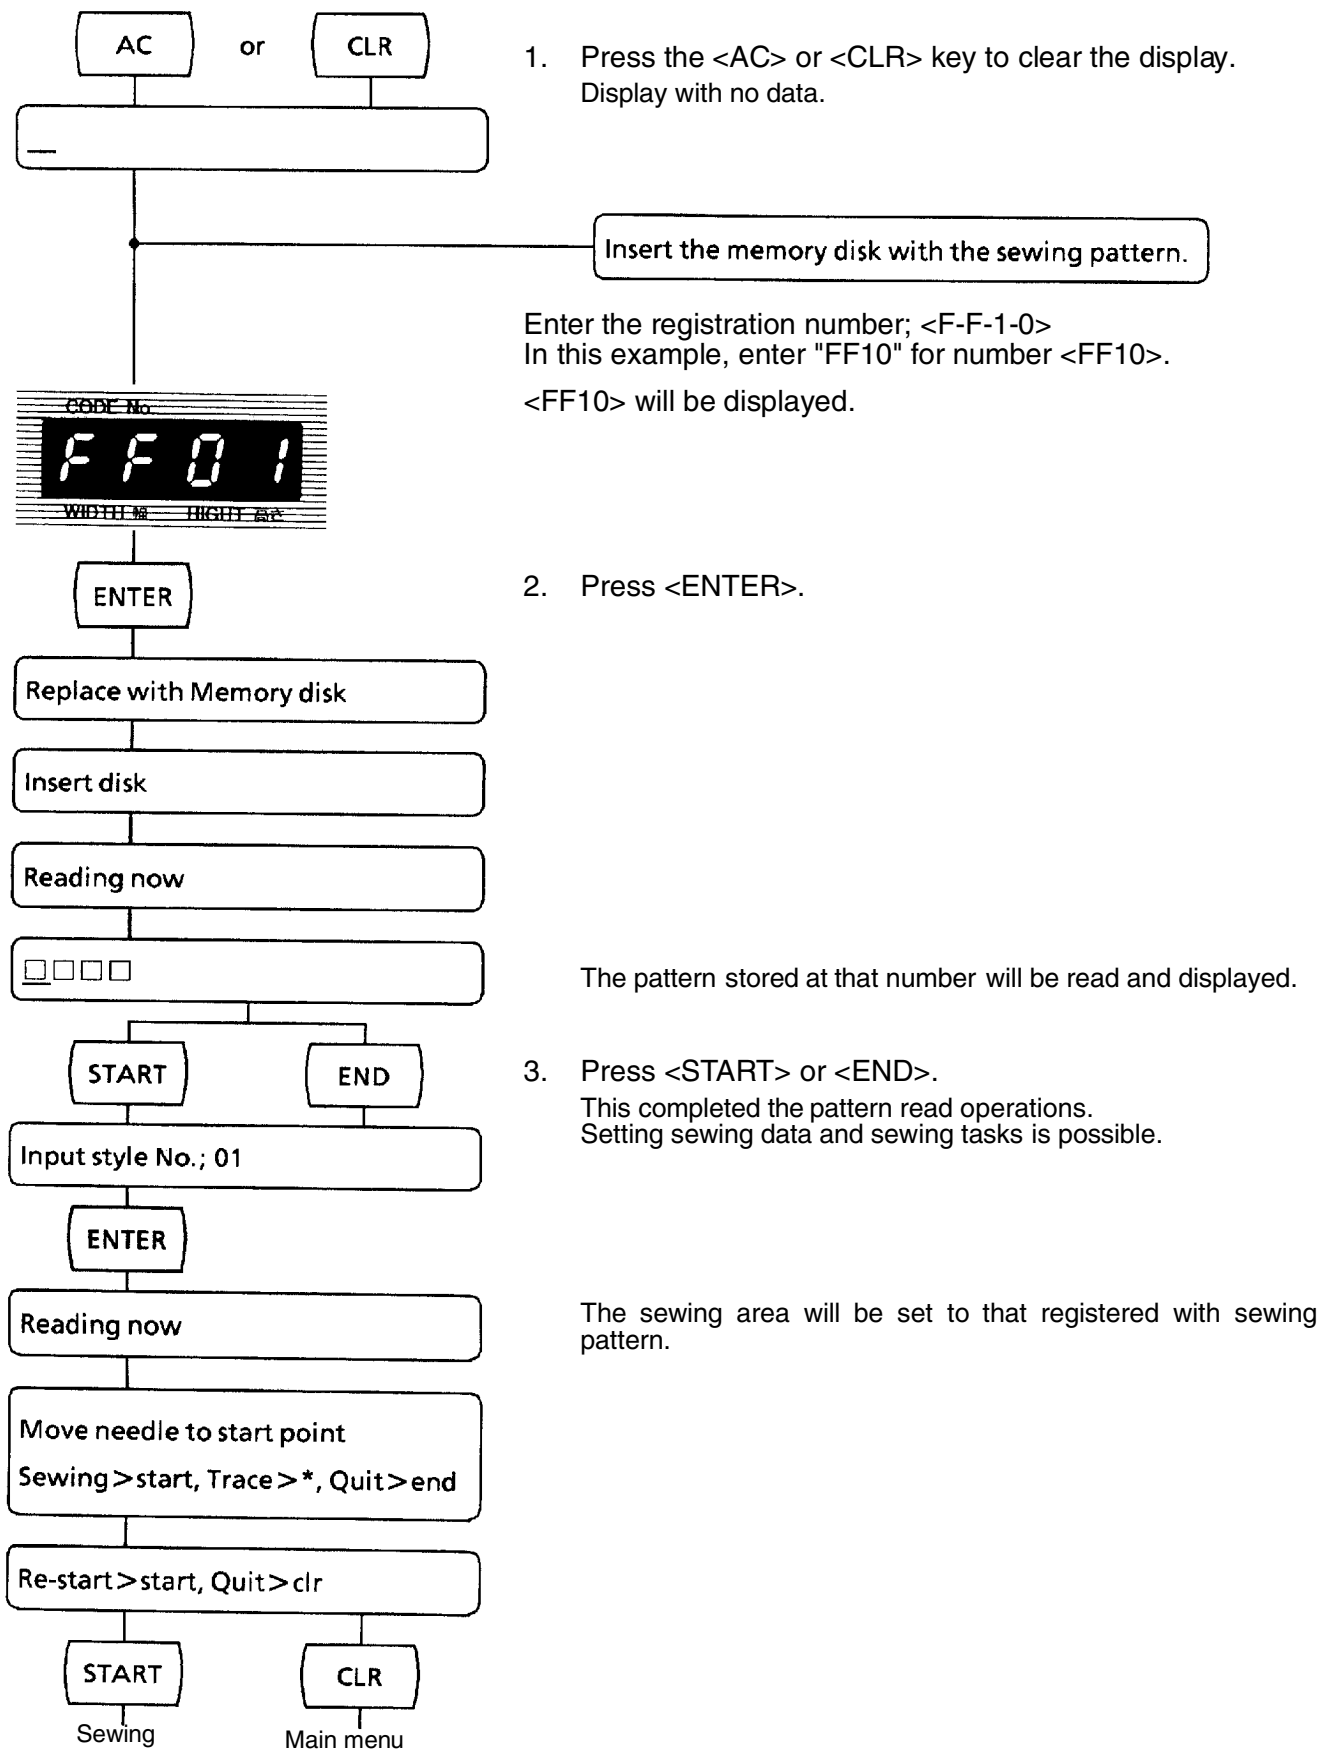 AC or CLR
1. Press the <AC> or <CLR> key to clear the display.
Display with no data.
Insert the memory disk with the sewing pattern.
Enter the registration number; <F-F-1-0>
In this example, enter "FF10" for number <FF10>.
<FF10> will be displayed.
CODE No.
FF01
WIDTH 幅 HIGHT 高さ
ENTER
2. Press <ENTER>.
Replace with Memory disk
Insert disk
Reading now
□□□□
The pattern stored at that number will be read and displayed.
START END
3. Press <START> or <END>.
This completed the pattern read operations.
Setting sewing data and sewing tasks is possible.
Input style No.; 01
ENTER
Reading now
The sewing area will be set to that registered with sewing
pattern.
Move needle to start point
Sewing>start, Trace>*, Quit>end
Re-start>start, Quit>clr
START CLR
Sewing Main menu